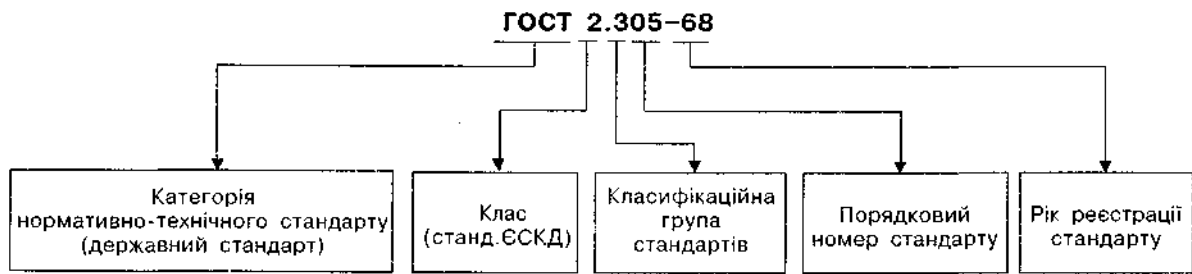 ГОСТ 2.305-68
Категорія
нормативно-технічного стандарту
(державний стандарт)
Клас
(станд.ЄСКД)
Класифікаційна
група
стандартів
Порядковий
номер стандарту
Рік реєстрації
стандарту